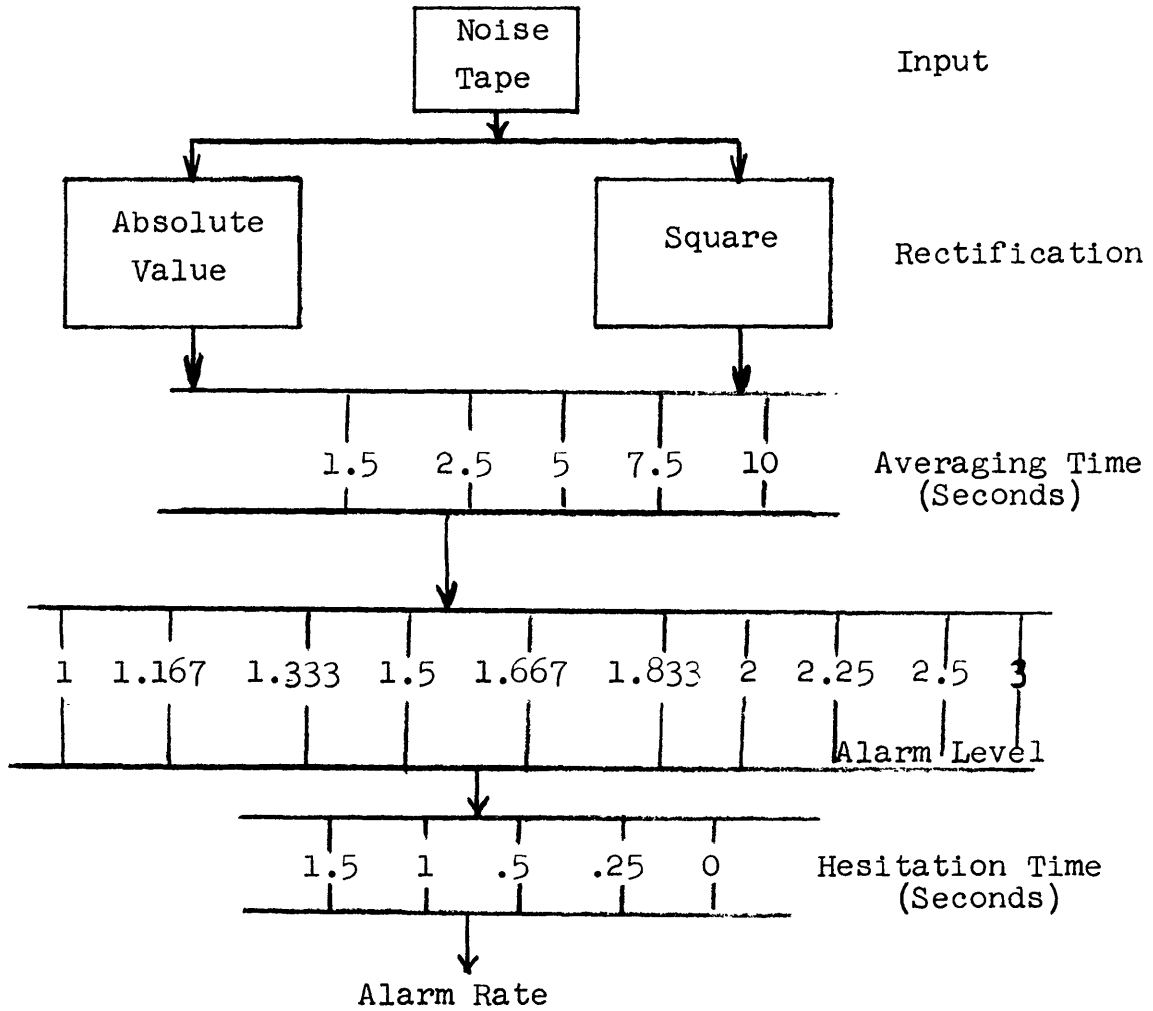 Noise
Tape
Input
Absolute
Value
Square
Rectification
1.5 2.5 5 7.5 10
Averaging Time
(Seconds)
1 1.167 1.333 1.5 1.667 1.833 2 2.25 2.5 3
Alarm Level
1.5 1 .5 .25 0
Hesitation Time
(Seconds)
Alarm Rate